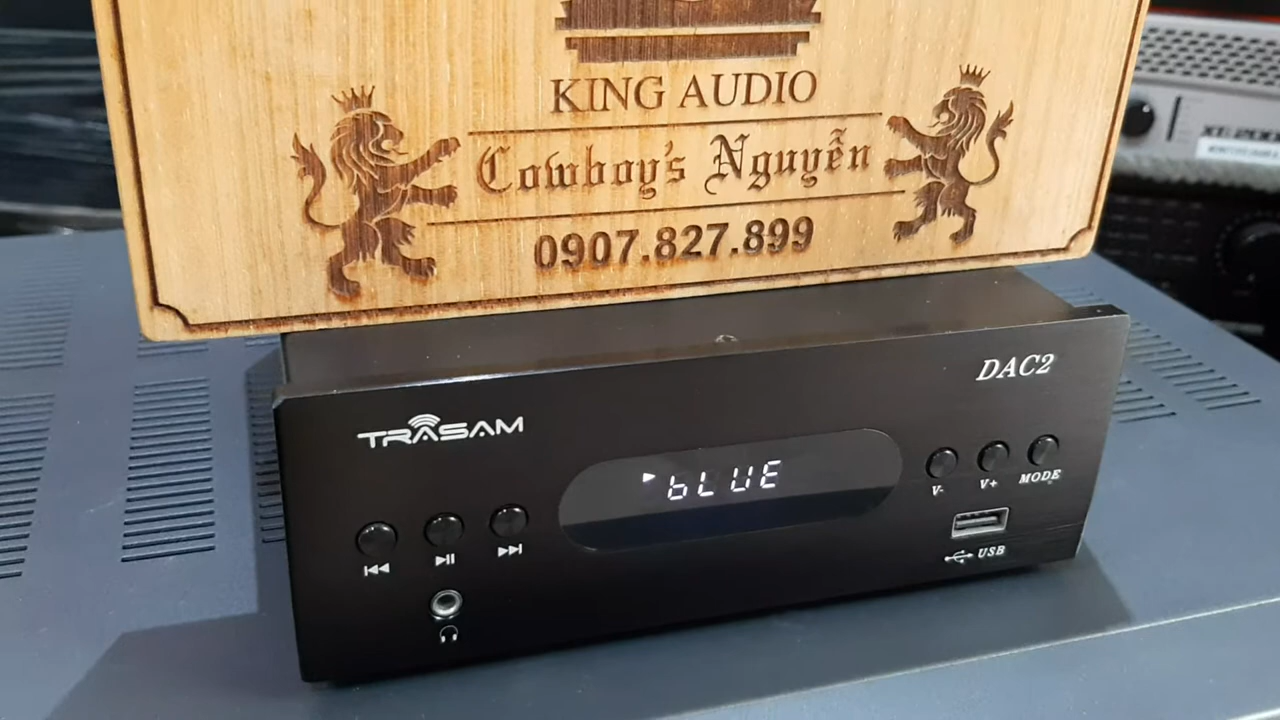 KING AUDIO
Cowboy's Nguyễn
0907.827.899
DAC2
TRASAM
bLUE
V-
V+
MODE
USB